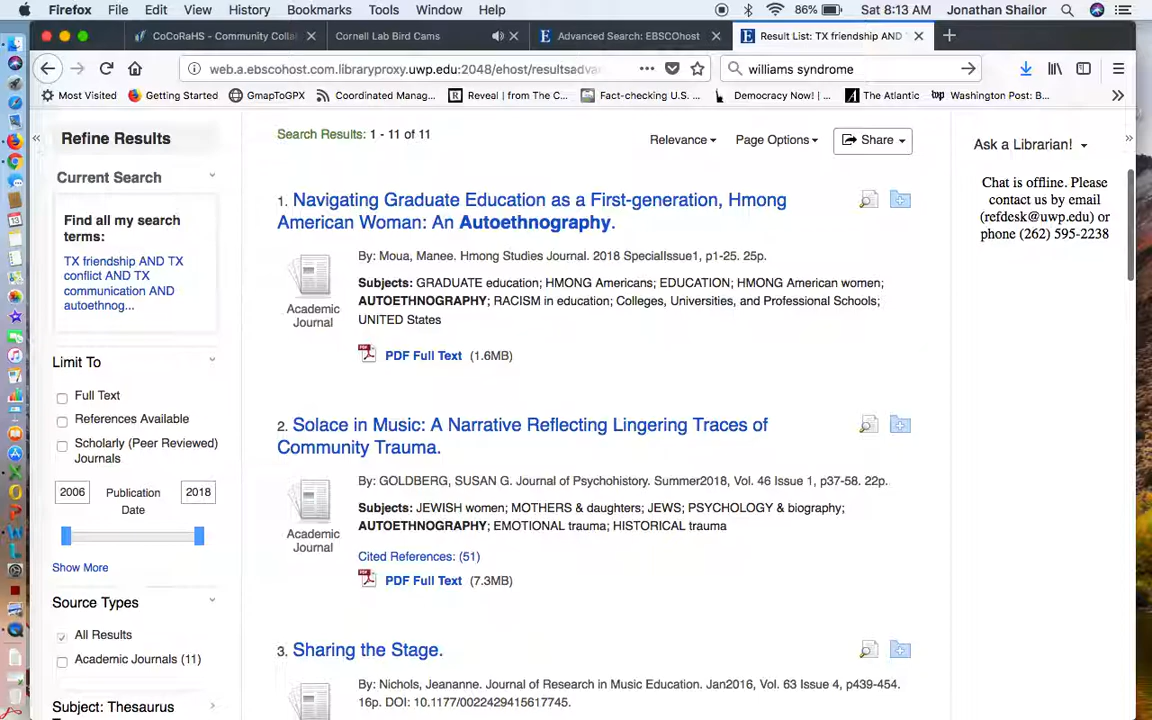 Firefox File Edit View History Bookmarks Tools Window Help 86% Sat 8:13 AM Jonathan Shailor
CoCoRaHS - Community Colla Cornell Lab Bird Cams Advanced Search: EBSCOhost Result List: TX friendship AND
web.a.ebscohost.com.libraryproxy.uwp.edu:2048/ehost/resultsadva williams syndrome
Most Visited Getting Started GmapToGPX Coordinated Manag... Reveal | from The C... Fact-checking U.S. ... Democracy Now! | ... The Atlantic Washington Post: B...
Refine Results
Current Search
Find all my search
terms:
TX friendship AND TX
conflict AND TX
communication AND
autoethnog...
Limit To
Full Text
References Available
Scholarly (Peer Reviewed)
Journals
2006 Publication 2018
Date
Show More
Source Types
All Results
Academic Journals (11)
Subject: Thesaurus
Search Results: 1 - 11 of 11
Relevance Page Options Share
1. Navigating Graduate Education as a First-generation, Hmong
American Woman: An Autoethnography.
By: Moua, Manee. Hmong Studies Journal. 2018 SpecialIssue1, p1-25. 25p.
Subjects: GRADUATE education; HMONG Americans; EDUCATION; HMONG American women;
AUTOETHNOGRAPHY; RACISM in education; Colleges, Universities, and Professional Schools;
UNITED States
Academic
Journal
PDF Full Text (1.6MB)
2. Solace in Music: A Narrative Reflecting Lingering Traces of
Community Trauma.
By: GOLDBERG, SUSAN G. Journal of Psychohistory. Summer2018, Vol. 46 Issue 1, p37-58. 22p.
Subjects: JEWISH women; MOTHERS & daughters; JEWS; PSYCHOLOGY & biography;
AUTOETHNOGRAPHY; EMOTIONAL trauma; HISTORICAL trauma
Academic
Journal
Cited References: (51)
PDF Full Text (7.3MB)
3. Sharing the Stage.
By: Nichols, Jeananne. Journal of Research in Music Education. Jan2016, Vol. 63 Issue 4, p439-454.
16p. DOI: 10.1177/0022429415617745.
Ask a Librarian!
Chat is offline. Please
contact us by email
(refdesk@uwp.edu) or
phone (262) 595-2238